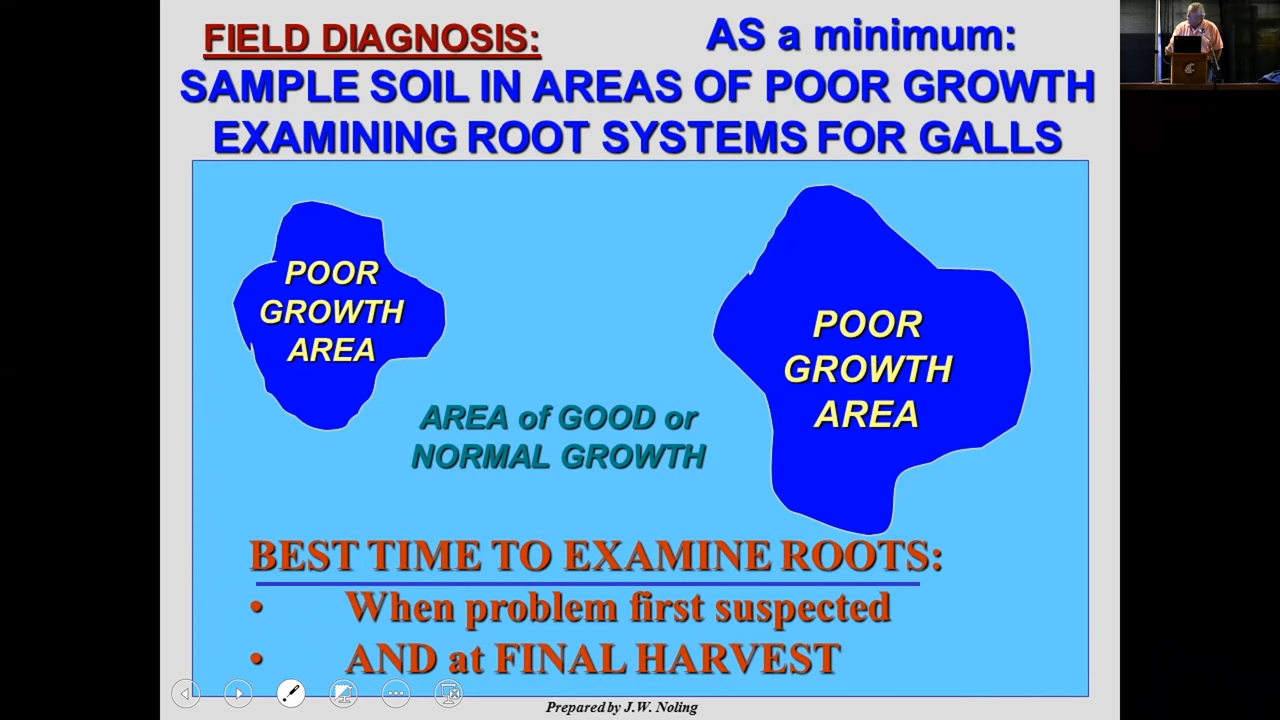 FIELD DIAGNOSIS: AS a minimum:
SAMPLE SOIL IN AREAS OF POOR GROWTH
EXAMINING ROOT SYSTEMS FOR GALLS
POOR
GROWTH
AREA
POOR
GROWTH
AREA
AREA of GOOD or
NORMAL GROWTH
BEST TIME TO EXAMINE ROOTS:
• When problem first suspected
• AND at FINAL HARVEST
Prepared by J.W. Noling